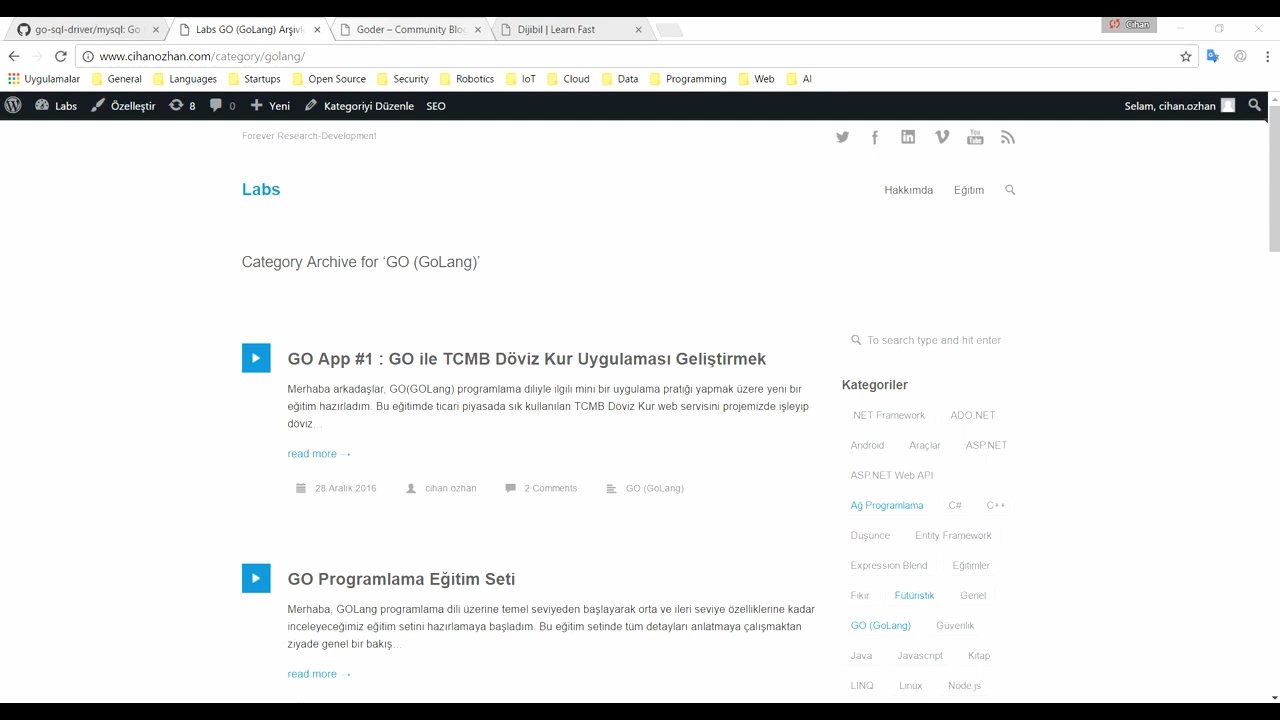 go-sql-driver/mysql: Go
Labs GO (GoLang) Arşivl
Goder – Community Blog
Dijibil | Learn Fast
Cihan
www.cihanozhan.com/category/golang/
Uygulamalar General Languages Startups Open Source Security Robotics IoT Cloud Data Programming Web AI
Labs Özelleştir 8 0 Yeni Kategoriyi Düzenle SEO Selam, cihan.ozhan
Forever Research-Development
You Tube
Labs
Hakkımda Eğitim
Category Archive for ‘GO (GoLang)’
GO App #1 : GO ile TCMB Döviz Kur Uygulaması Geliştirmek
Merhaba arkadaşlar, GO(GOLang) programlama diliyle ilgili mini bir uygulama pratiği yapmak üzere yeni bir
eğitim hazırladım. Bu eğitimde ticari piyasada sık kullanılan TCMB Döviz Kur web servisini projemizde işleyip
döviz…
read more →
28 Aralık 2016 cihan ozhan 2 Comments GO (GoLang)
GO Programlama Eğitim Seti
Merhaba, GOLang programlama dili üzerine temel seviyeden başlayarak orta ve ileri seviye özelliklerine kadar
inceleyeceğimiz eğitim setini hazırlamaya başladım. Bu eğitim setinde tüm detayları anlatmaya çalışmaktan
ziyade genel bir bakış…
read more →
To search type and hit enter
Kategoriler
.NET Framework ADO.NET
Android Araçlar ASP.NET
ASP.NET Web API
Ağ Programlama C# C++
Düşünce Entity Framework
Expression Blend Eğitimler
Fikir Fütüristik Genel
GO (GoLang) Güvenlik
Java Javascript Kitap
LINQ Linux Node.js